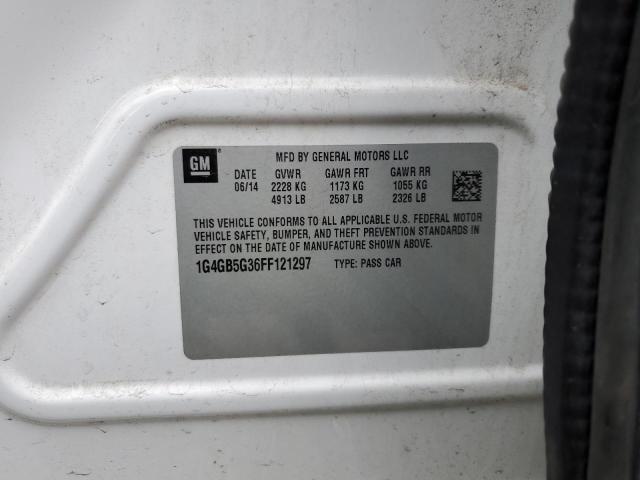 GM
MFD BY GENERAL MOTORS LLC
DATE GVWR GAWR FRT GAWR RR
06/14 2228 KG 1173 KG 1055 KG
4913 LB 2587 LB 2326 LB
THIS VEHICLE CONFORMS TO ALL APPLICABLE U.S. FEDERAL MOTOR
VEHICLE SAFETY, BUMPER, AND THEFT PREVENTION STANDARDS IN
EFFECT ON THE DATE OF MANUFACTURE SHOWN ABOVE.
1G4GB5G36FF121297 TYPE: PASS CAR